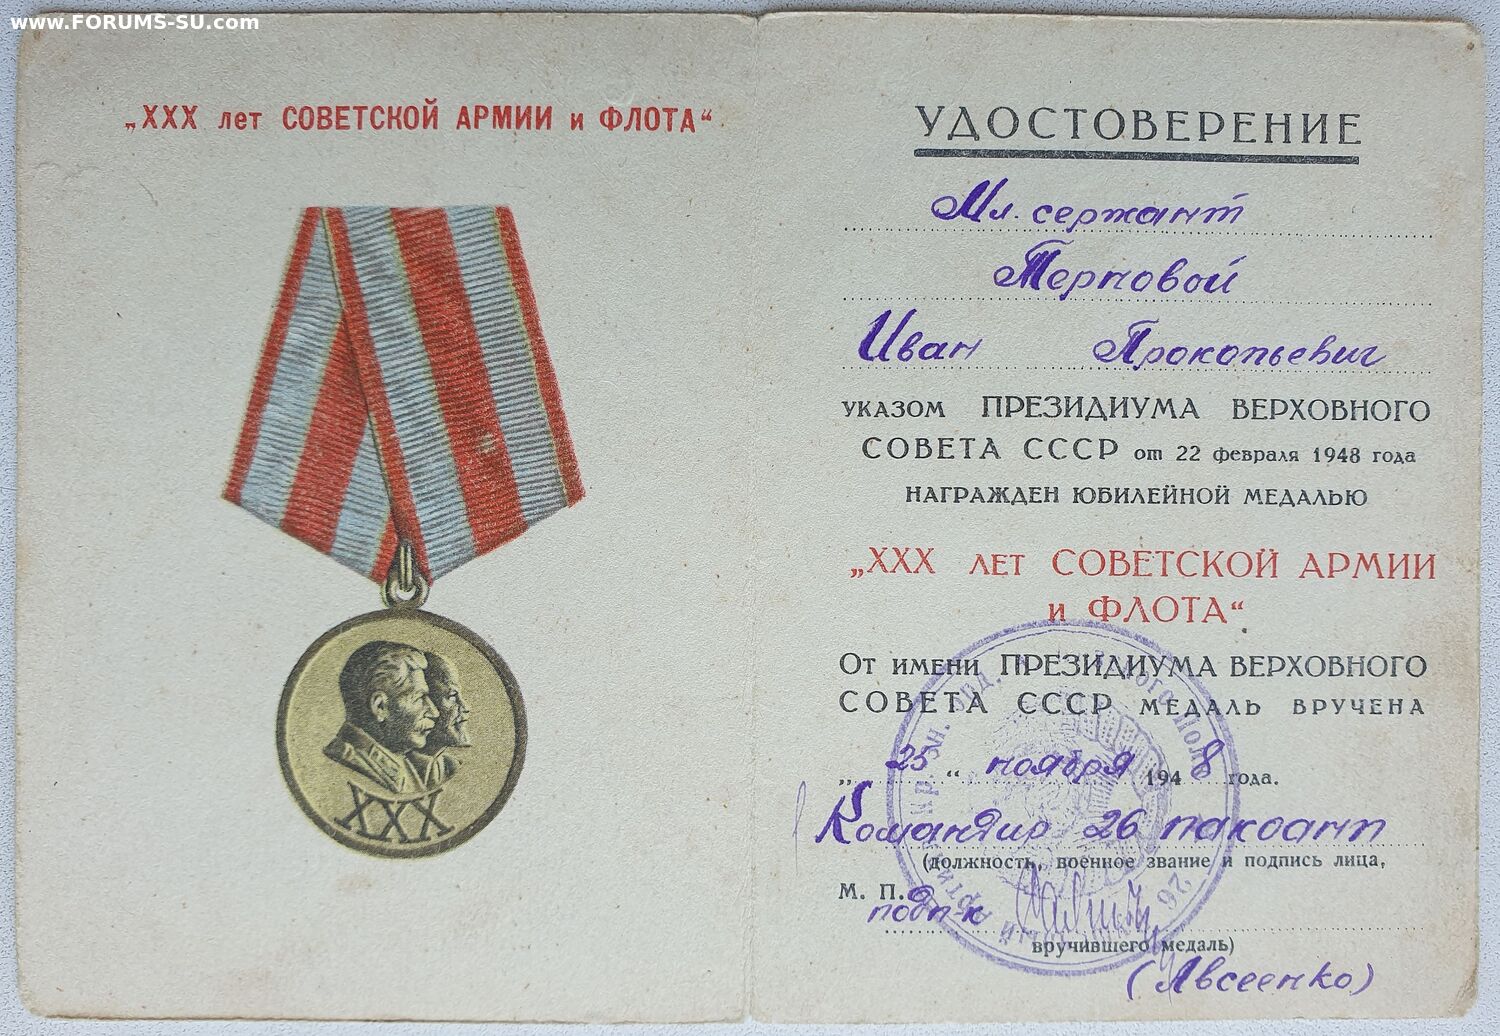 www.FORUMS-SU.com
„XXX лет СОВЕТСКОЙ АРМИИ и ФЛОТА“
XXX
УДОСТОВЕРЕНИЕ
Мл. сержант
Терновой
Иван Прокопьевич
УКАЗОМ ПРЕЗИДИУМА ВЕРХОВНОГО
СОВЕТА СССР от 22 февраля 1948 года
НАГРАЖДЕН ЮБИЛЕЙНОЙ МЕДАЛЬЮ
„XXX ЛЕТ СОВЕТСКОЙ АРМИИ
и ФЛОТА“
ОТ ИМЕНИ ПРЕЗИДИУМА ВЕРХОВНОГО
СОВЕТА СССР МЕДАЛЬ ВРУЧЕНА
„25“ ноября 1948 года.
Командир 26
(должность, военное звание и подпись лица,
М. П.
подп-к
вручившего медаль)
(Авсеенко)